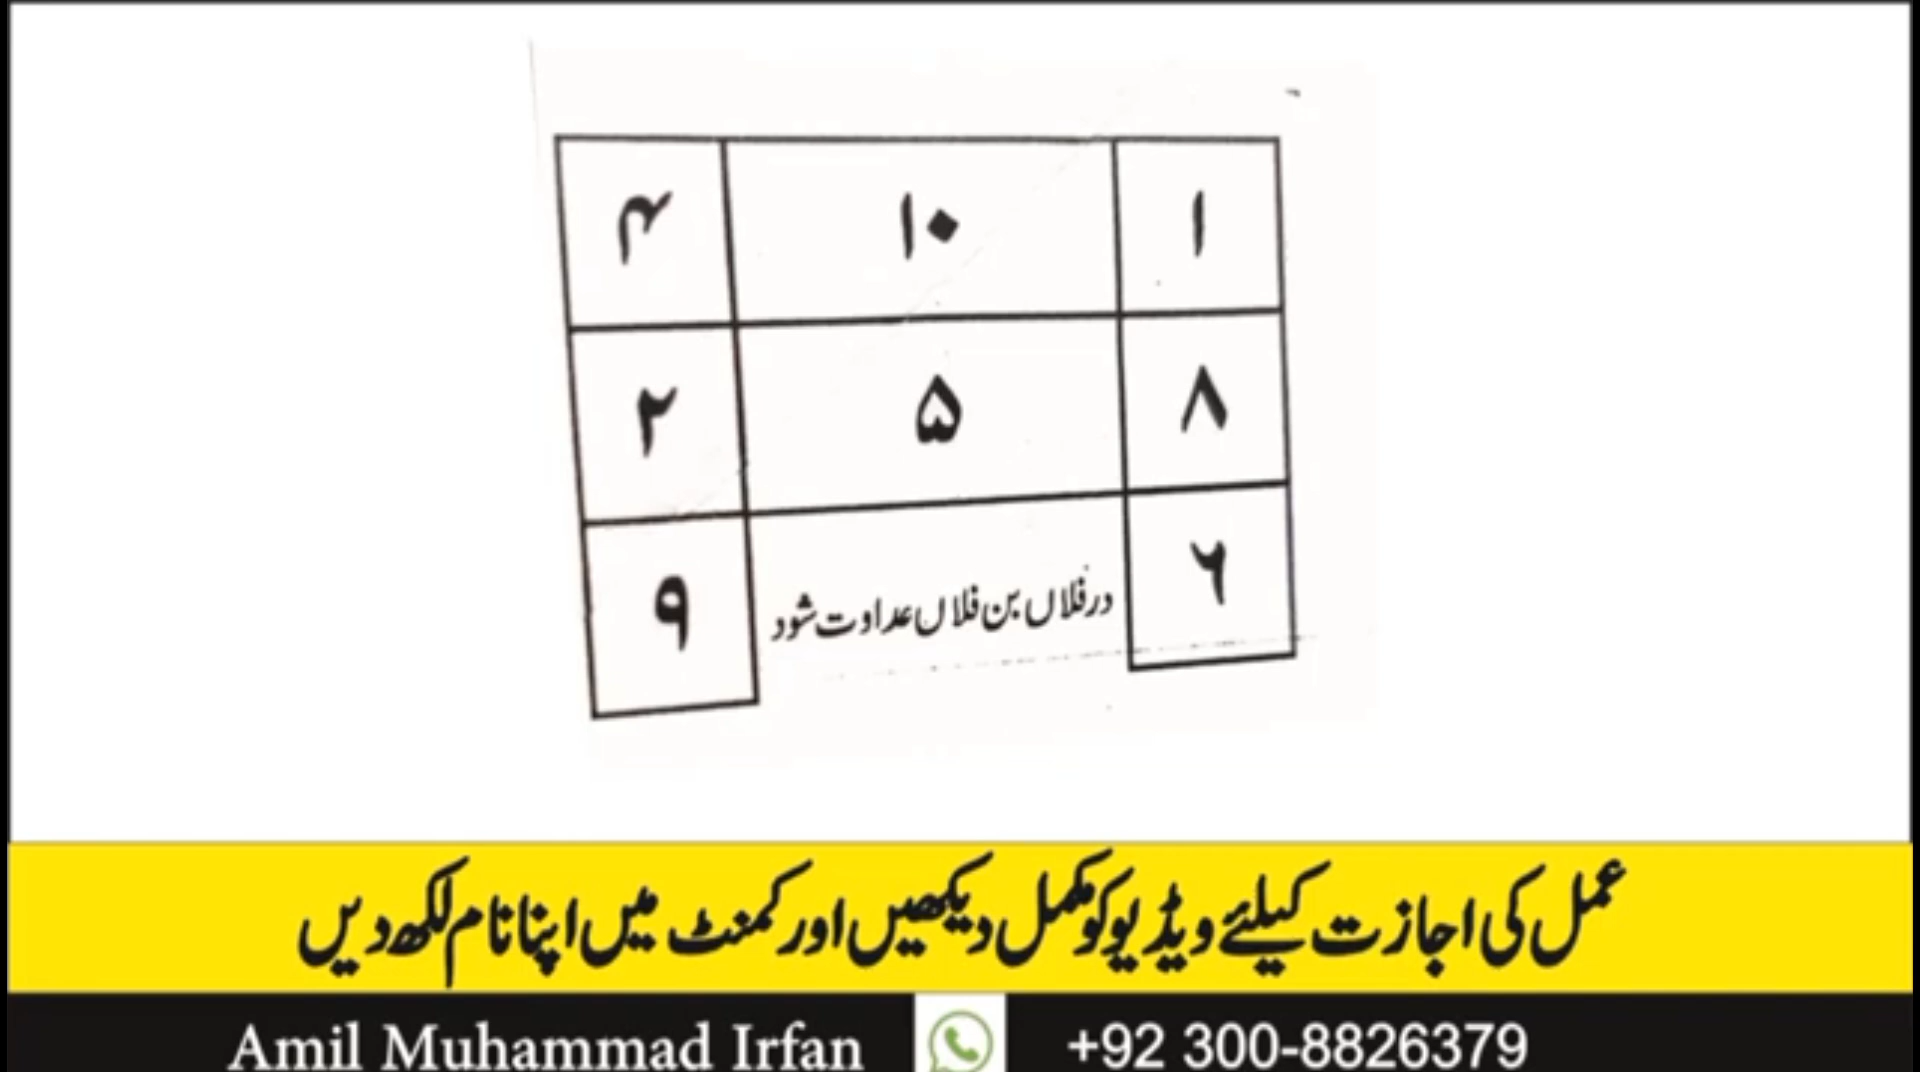 ۱ ۱۰ ۴
۸ ۵ ۲
۶ در فلاں بن فلاں عداوت شود ۹
عمل کی اجازت کیلئے ویڈیو کو مکمل دیکھیں اور کمنٹ میں اپنا نام لکھ دیں
Amil Muhammad Irfan +92 300-8826379